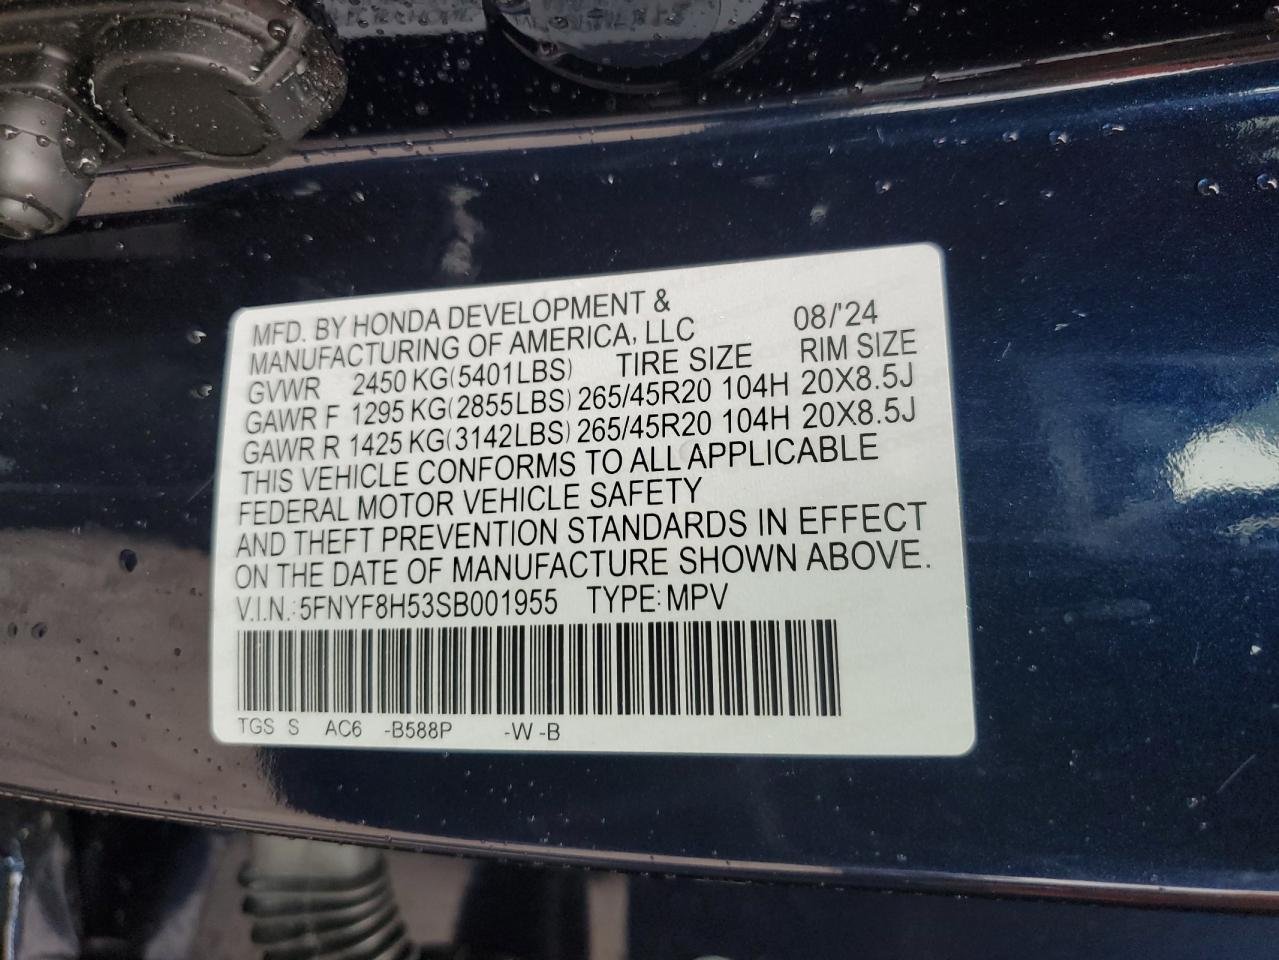 MFD. BY HONDA DEVELOPMENT & 08/'24
MANUFACTURING OF AMERICA, LLC
GVWR 2450 KG(5401LBS) TIRE SIZE RIM SIZE
GAWR F 1295 KG(2855LBS) 265/45R20 104H 20X8.5J
GAWR R 1425 KG(3142LBS) 265/45R20 104H 20X8.5J
THIS VEHICLE CONFORMS TO ALL APPLICABLE
FEDERAL MOTOR VEHICLE SAFETY
AND THEFT PREVENTION STANDARDS IN EFFECT
ON THE DATE OF MANUFACTURE SHOWN ABOVE.
V.I.N.: 5FNYF8H53SB001955 TYPE: MPV
TGS S AC6 -B588P -W -B